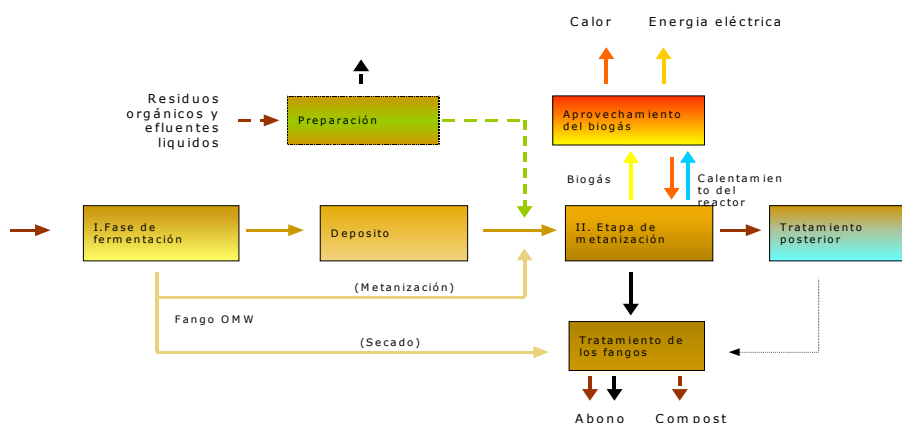 Calor
Energia eléctrica
Residuos
orgánicos y
efluentes
liquidos
Preparación
Aprovechamiento
del biogás
Biogás
Calentamien
to del
reactor
I.Fase de
fermentación
Deposito
II. Etapa de
metanización
Tratamiento
posterior
(Metanización)
Fango OMW
(Secado)
Tratamiento de
los fangos
Abono
Compost